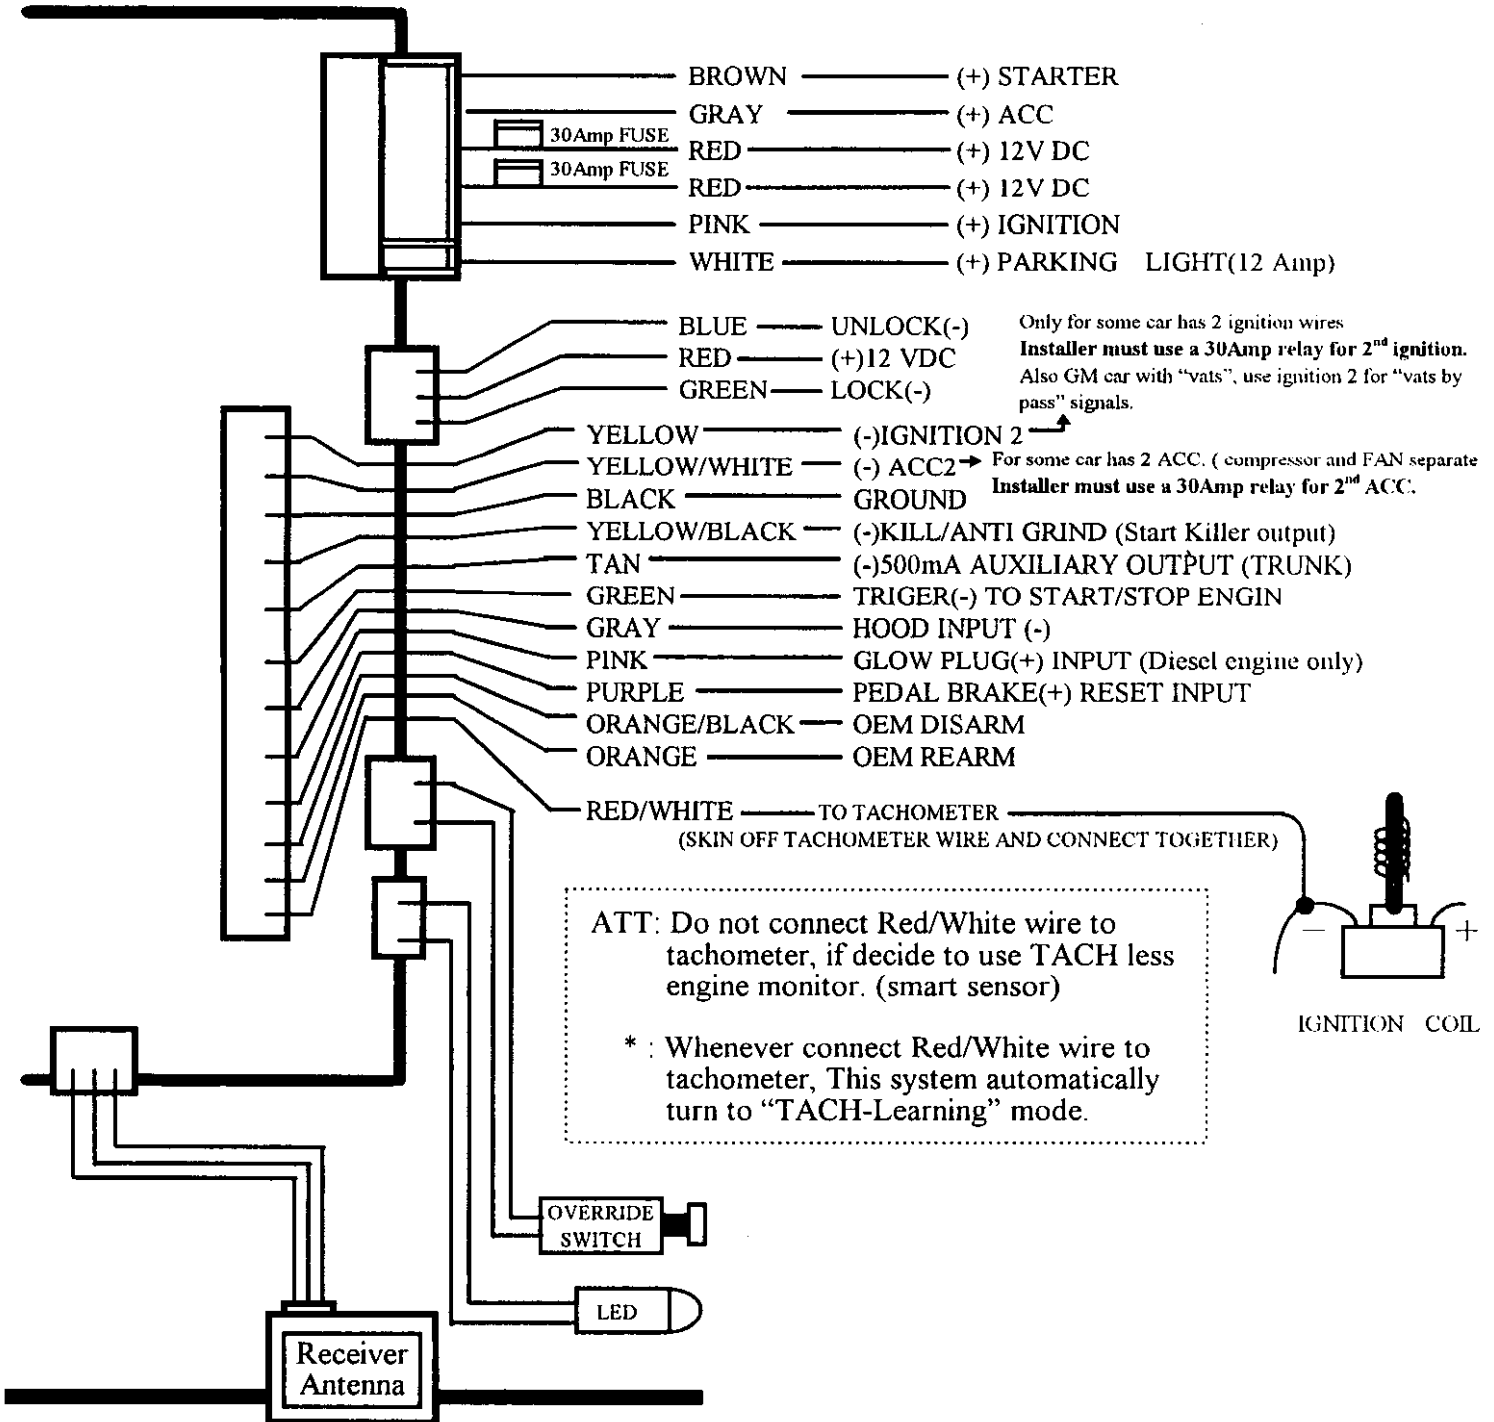 BROWN (+) STARTER
GRAY (+) ACC
30Amp FUSE
RED (+) 12V DC
30Amp FUSE
RED (+) 12V DC
PINK (+) IGNITION
WHITE (+) PARKING LIGHT(12 Amp)
BLUE UNLOCK(-)
RED (+)12 VDC
GREEN LOCK(-)
Only for some car has 2 ignition wires
Installer must use a 30Amp relay for 2nd ignition.
Also GM car with “vats”, use ignition 2 for “vats by
pass” signals.
YELLOW (-)IGNITION 2
YELLOW/WHITE (-) ACC2
For some car has 2 ACC. ( compressor and FAN separate
Installer must use a 30Amp relay for 2nd ACC.
BLACK GROUND
YELLOW/BLACK (-)KILL/ANTI GRIND (Start Killer output)
TAN (-)500mA AUXILIARY OUTPUT (TRUNK)
GREEN TRIGER(-) TO START/STOP ENGIN
GRAY HOOD INPUT (-)
PINK GLOW PLUG(+) INPUT (Diesel engine only)
PURPLE PEDAL BRAKE(+) RESET INPUT
ORANGE/BLACK OEM DISARM
ORANGE OEM REARM
RED/WHITE TO TACHOMETER
(SKIN OFF TACHOMETER WIRE AND CONNECT TOGETHER)
ATT: Do not connect Red/White wire to
tachometer, if decide to use TACH less
engine monitor. (smart sensor)
* : Whenever connect Red/White wire to
tachometer, This system automatically
turn to “TACH-Learning” mode.
− +
IGNITION COIL
OVERRIDE
SWITCH
LED
Receiver
Antenna